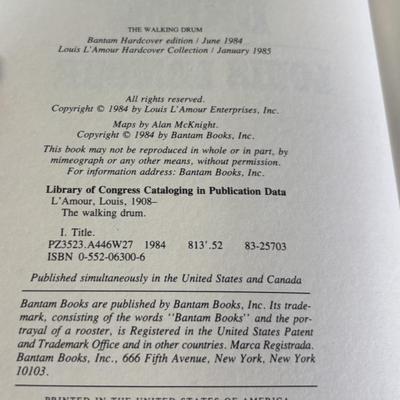 THE WALKING DRUM
Bantam Hardcover edition / June 1984
Louis L'Amour Hardcover Collection / January 1985
All rights reserved.
Copyright © 1984 by Louis L'Amour Enterprises, Inc.
Maps by Alan McKnight.
Copyright © 1984 by Bantam Books, Inc.
This book may not be reproduced in whole or in part, by
mimeograph or any other means, without permission.
For information address: Bantam Books, Inc.
Library of Congress Cataloging in Publication Data
L'Amour, Louis, 1908–
The walking drum.
I. Title.
PZ3523.A446W27 1984 813'.52 83-25703
ISBN 0-552-06300-6
Published simultaneously in the United States and Canada
Bantam Books are published by Bantam Books, Inc. Its trade-
mark, consisting of the words "Bantam Books" and the por-
trayal of a rooster, is Registered in the United States Patent
and Trademark Office and in other countries. Marca Registrada.
Bantam Books, Inc., 666 Fifth Avenue, New York, New York
10103.
PRINTED IN THE UNITED STATES OF AMERICA